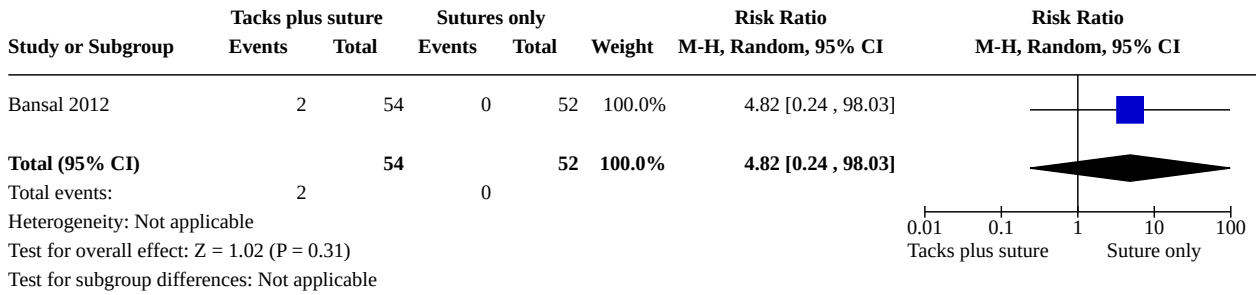 Tacks plus suture Sutures only Risk Ratio Risk Ratio
Study or Subgroup Events Total Events Total Weight M-H, Random, 95% CI M-H, Random, 95% CI
Bansal 2012 2 54 0 52 100.0% 4.82 [0.24 , 98.03]
Total (95% CI) 54 52 100.0% 4.82 [0.24 , 98.03]
Total events: 2 0
Heterogeneity: Not applicable
Test for overall effect: Z = 1.02 (P = 0.31)
Test for subgroup differences: Not applicable
0.01 0.1 1 10 100
Tacks plus suture Suture only